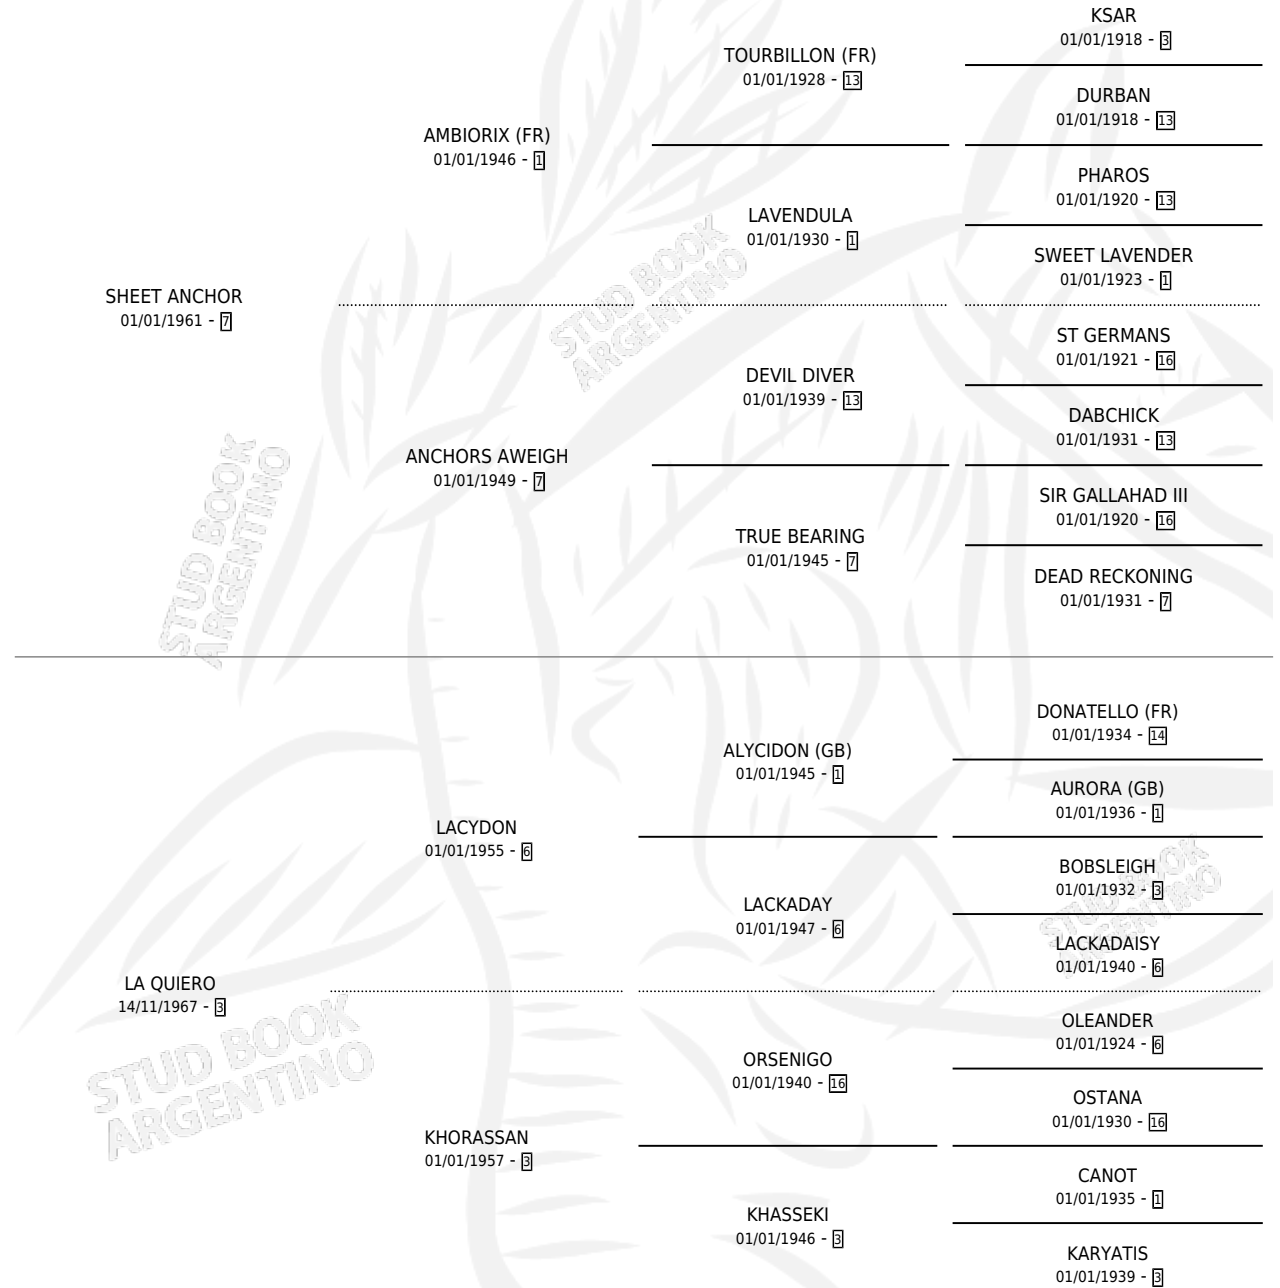 KSAR
01/01/1918 - 3
TOURBILLON (FR)
01/01/1928 - 13
DURBAN
01/01/1918 - 13
AMBIORIX (FR)
01/01/1946 - 1
PHAROS
01/01/1920 - 13
LAVENDULA
01/01/1930 - 1
SWEET LAVENDER
01/01/1923 - 1
SHEET ANCHOR
01/01/1961 - 7
STUD BOOK
ARGENTINO
ST GERMANS
01/01/1921 - 16
DEVIL DIVER
01/01/1939 - 13
DABCHICK
01/01/1931 - 13
ANCHORS AWEIGH
01/01/1949 - 7
SIR GALLAHAD III
01/01/1920 - 16
TRUE BEARING
01/01/1945 - 7
DEAD RECKONING
01/01/1931 - 7
STUD BOOK
ARGENTINO
DONATELLO (FR)
01/01/1934 - 14
ALYCIDON (GB)
01/01/1945 - 1
AURORA (GB)
01/01/1936 - 1
LACYDON
01/01/1955 - 6
BOBSLEIGH
01/01/1932 - 3
LACKADAY
01/01/1947 - 6
LACKADAISY
01/01/1940 - 6
STUD BOOK
ARGENTINO
LA QUIERO
14/11/1967 - 3
OLEANDER
01/01/1924 - 6
ORSENIGO
01/01/1940 - 16
OSTANA
01/01/1930 - 16
STUD BOOK
ARGENTINO
KHORASSAN
01/01/1957 - 3
CANOT
01/01/1935 - 1
KHASSEKI
01/01/1946 - 3
KARYATIS
01/01/1939 - 3